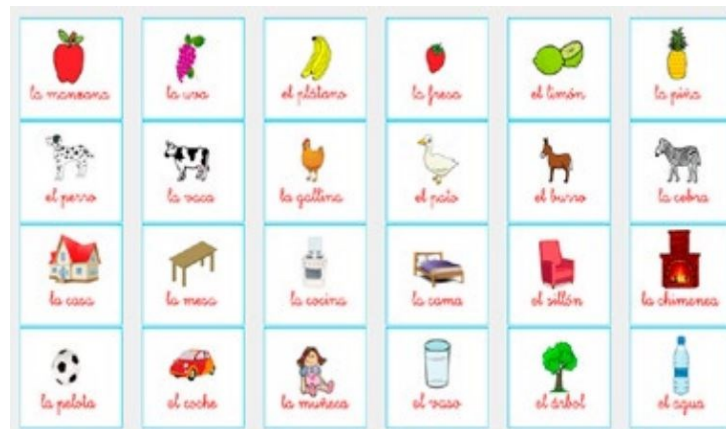 la manzana
la uva
el plátano
la fresa
el limón
la piña
el perro
la vaca
la gallina
el pato
el burro
la cebra
la casa
la mesa
la cocina
la cama
el sillón
la chimenea
la pelota
el coche
la muñeca
el vaso
el árbol
el agua